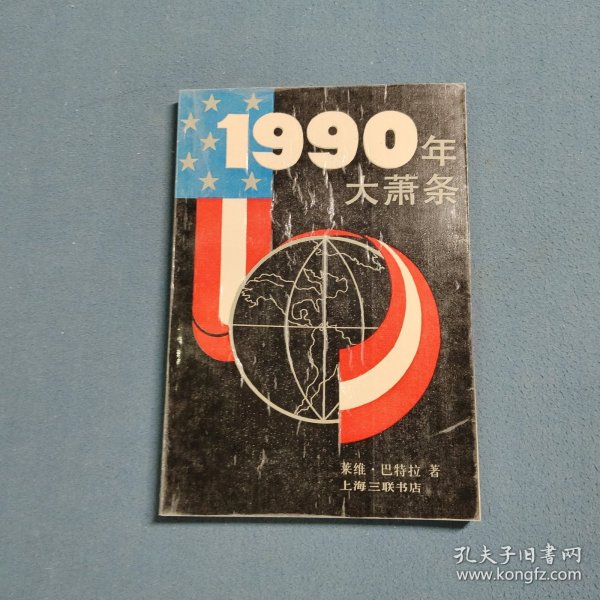 1990年
大萧条
莱维·巴特拉 著
上海三联书店
孔夫子旧书网
www.kongfz.com